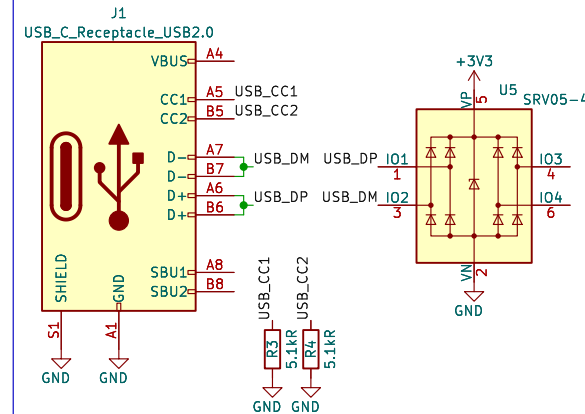 J1
USB_C_Receptacle_USB2.0
VBUS A4
CC1 A5 USB_CC1
CC2 B5 USB_CC2
D- A7
D- B7
USB_DM
D+ A6
D+ B6
USB_DP
SBU1 A8
SBU2 B8
SHIELD
GND
S1
A1
GND
GND
USB_CC1
USB_CC2
R3
5.1kR
R4
5.1kR
GND
GND
+3V3
U5
SRV05-4
VP
5
USB_DP IO1
1
IO3
4
USB_DM IO2
3
IO4
6
VN
2
GND